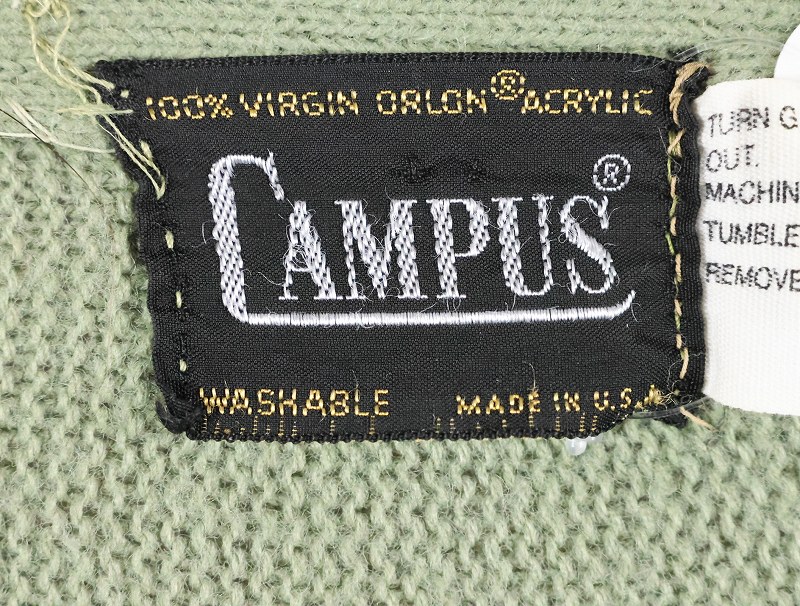 100% VIRGIN ORLON® ACRYLIC
CAMPUS®
WASHABLE MADE IN U.S.A.
TURN G
OUT.
MACHIN
TUMBLE
REMOVE